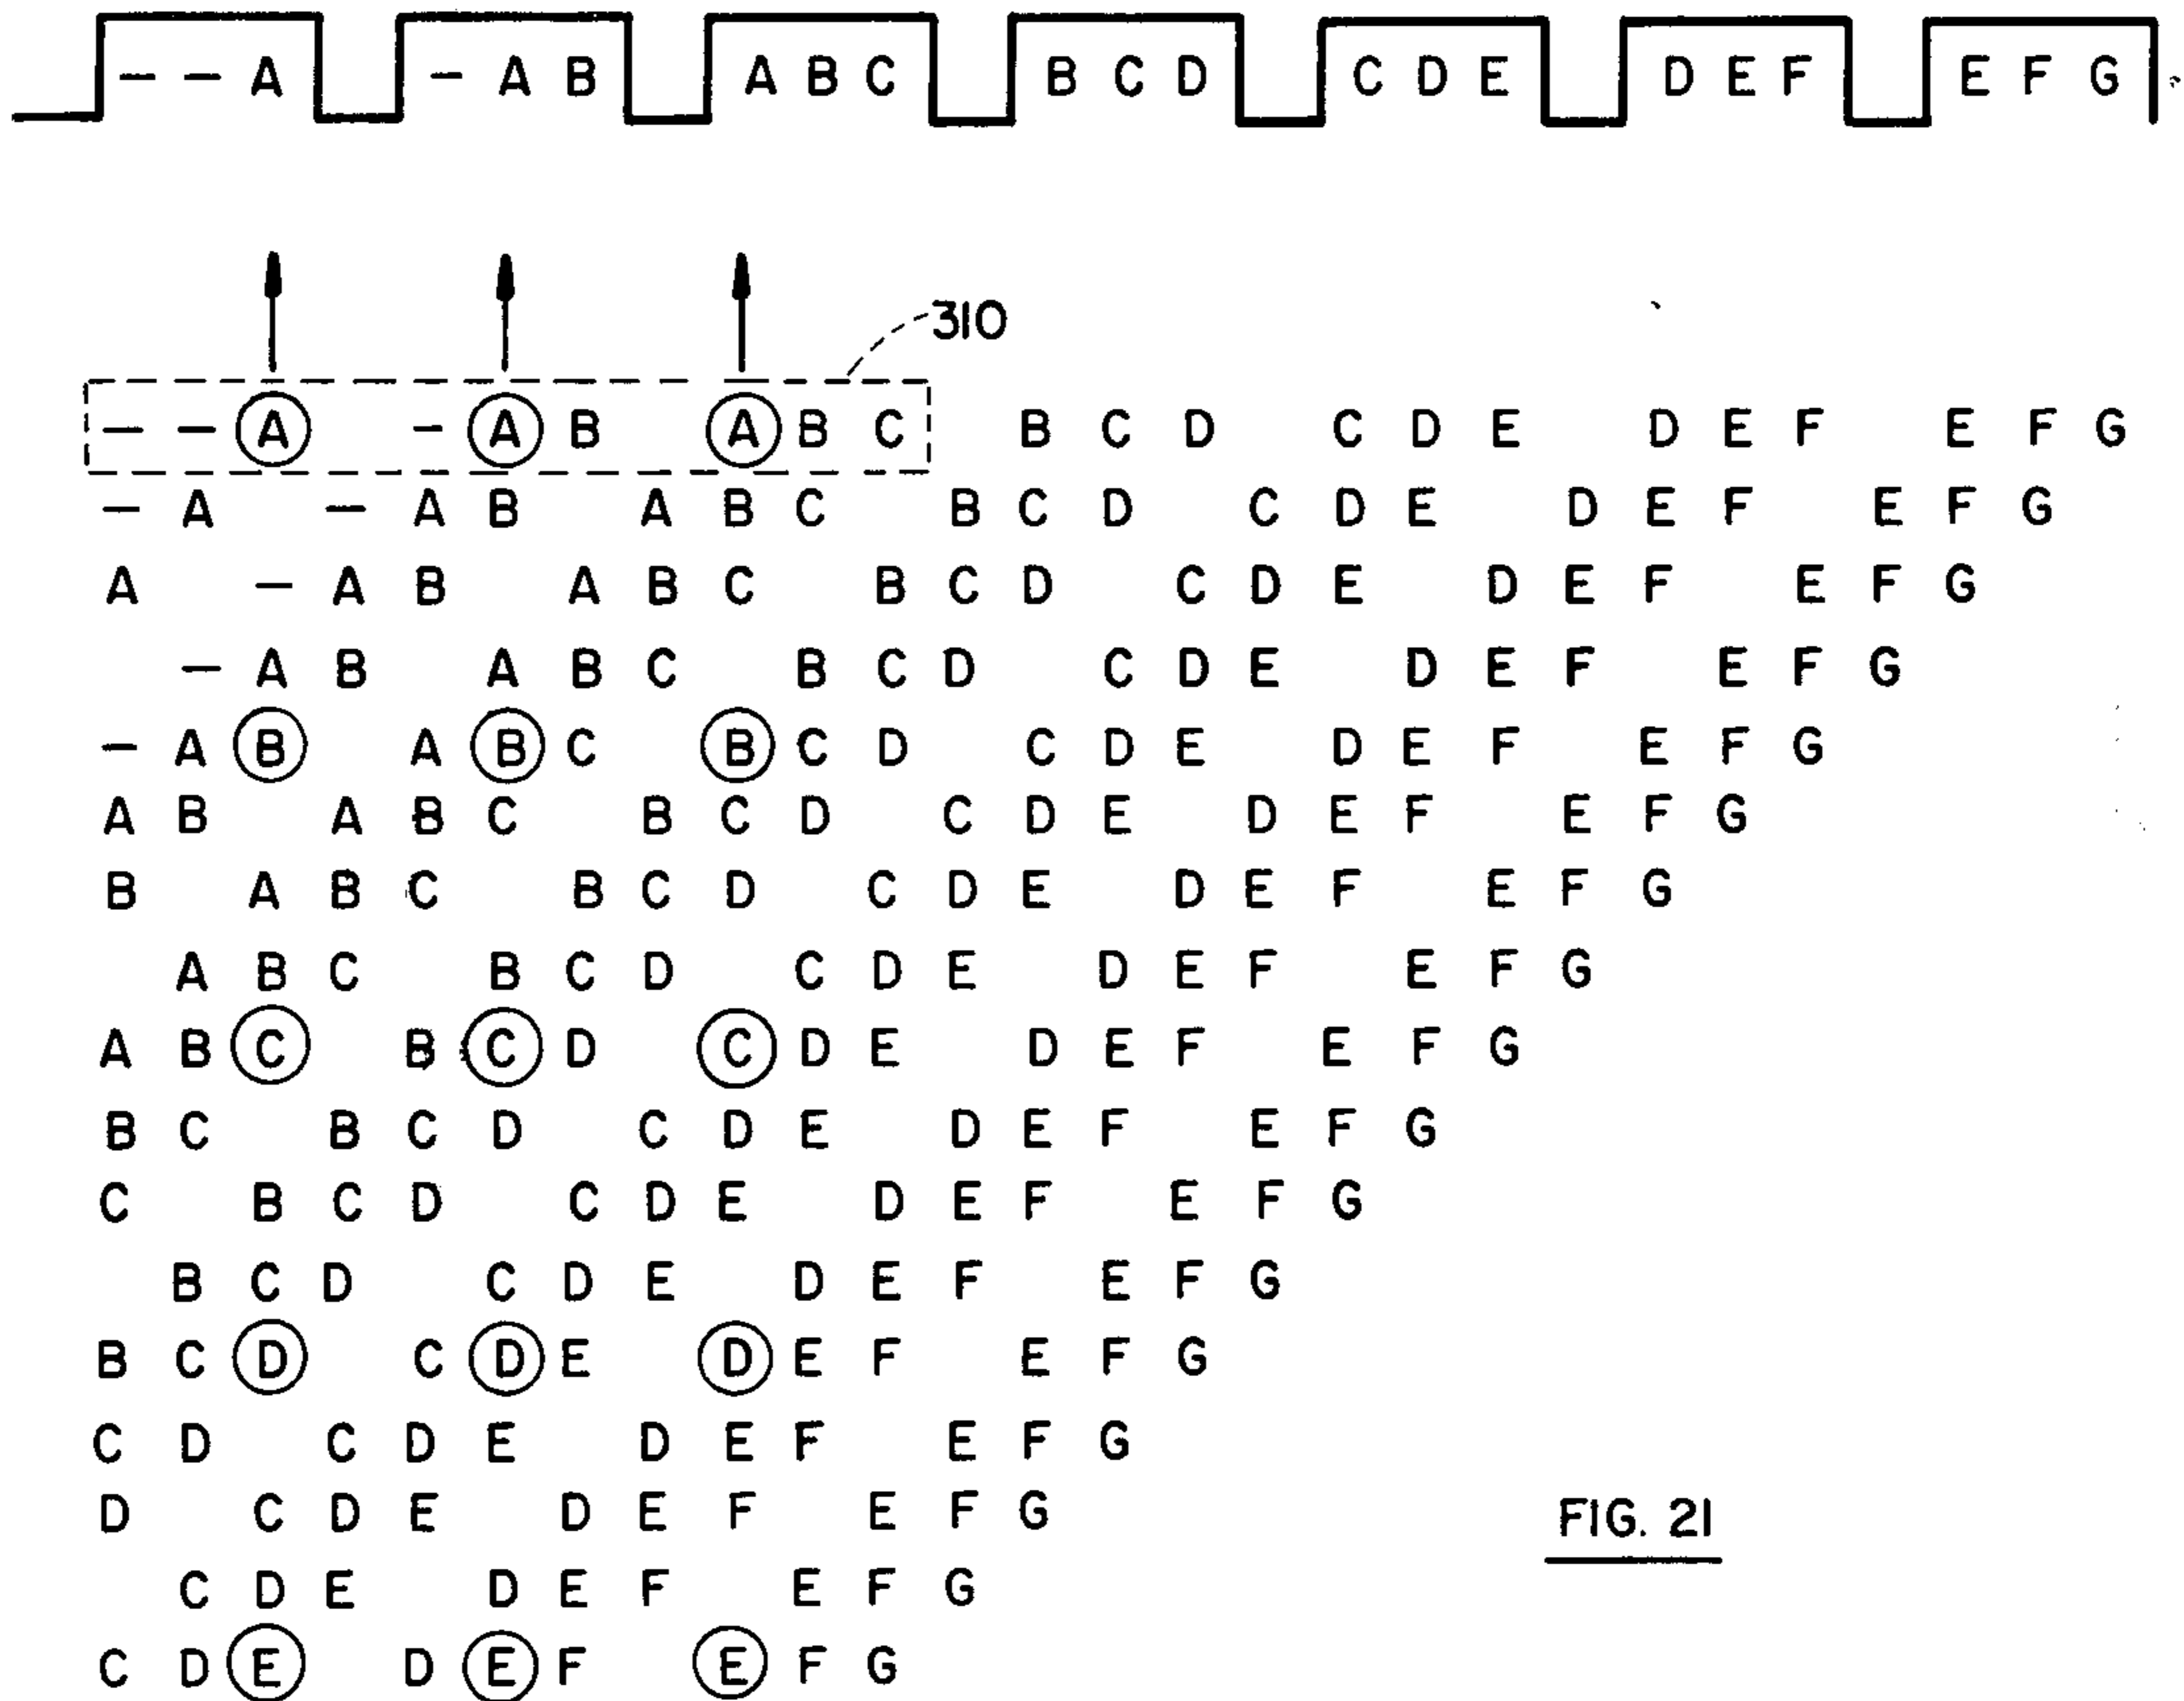 — — A - A B A B C B C D C D E D E F E F G
310
— — A - A B A B C B C D C D E D E F E F G
— A — A B A B C B C D C D E D E F E F G
A — A B A B C B C D C D E D E F E F G
— A B A B C B C D C D E D E F E F G
— A B A B C B C D C D E D E F E F G
A B A B C B C D C D E D E F E F G
B A B C B C D C D E D E F E F G
A B C B C D C D E D E F E F G
A B C B C D C D E D E F E F G
B C B C D C D E D E F E F G
C B C D C D E D E F E F G
B C D C D E D E F E F G
B C D C D E D E F E F G
C D C D E D E F E F G
D C D E D E F E F G
FIG. 21
C D E D E F E F G
C D E D E F E F G